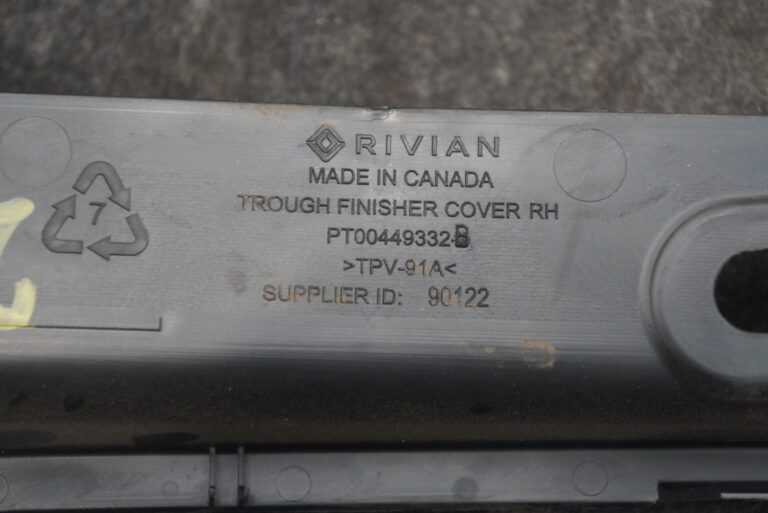 RIVIAN
MADE IN CANADA
TROUGH FINISHER COVER RH
7
PT00449332-B
>TPV-91A<
SUPPLIER ID: 90122